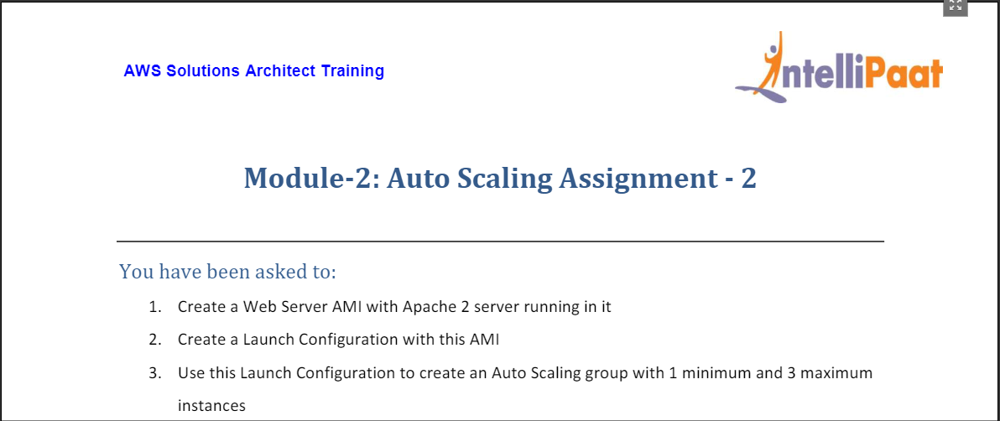 AWS Solutions Architect Training
IntelliPaat
Module-2: Auto Scaling Assignment - 2
You have been asked to:
1. Create a Web Server AMI with Apache 2 server running in it
2. Create a Launch Configuration with this AMI
3. Use this Launch Configuration to create an Auto Scaling group with 1 minimum and 3 maximum
instances